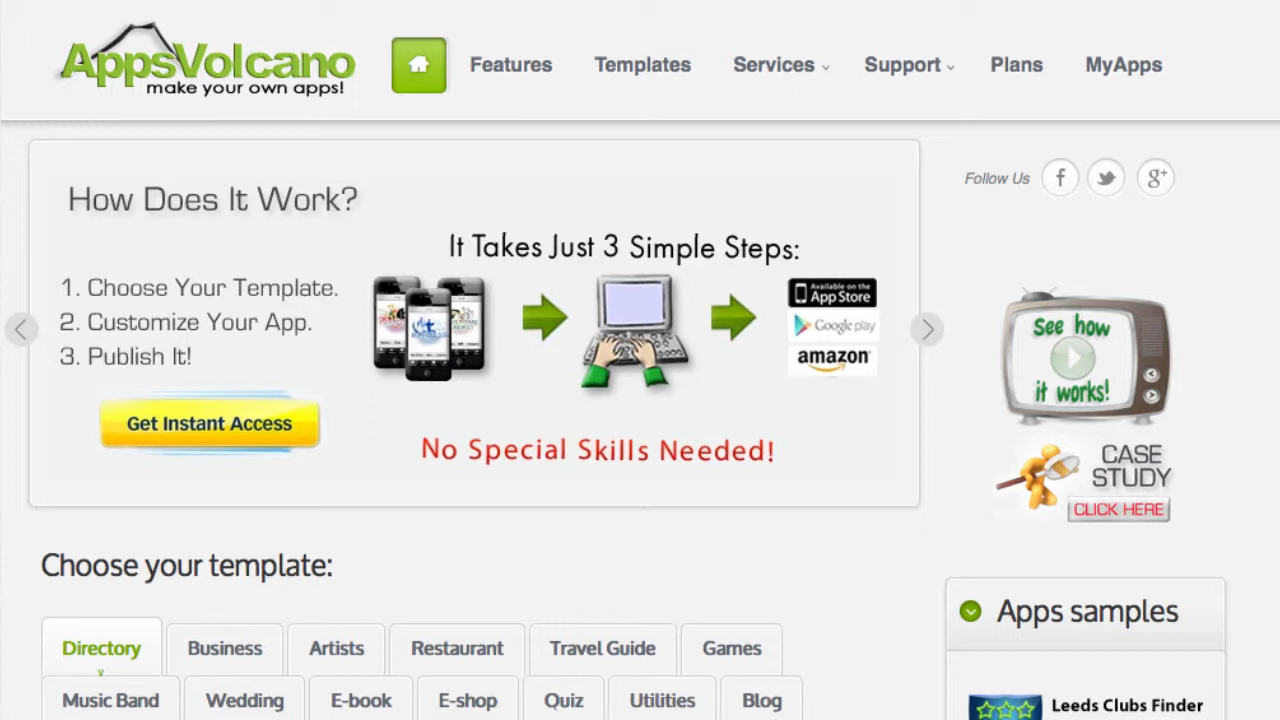 AppsVolcano
make your own apps!
Features Templates Services Support Plans MyApps
How Does It Work?
1. Choose Your Template.
2. Customize Your App.
3. Publish It!
Get Instant Access
It Takes Just 3 Simple Steps:
Available on the
App Store
Google play
amazon
No Special Skills Needed!
Follow Us f g+
See how
it works!
CASE
STUDY
CLICK HERE
Choose your template:
Directory Business Artists Restaurant Travel Guide Games
Music Band Wedding E-book E-shop Quiz Utilities Blog
Apps samples
Leeds Clubs Finder